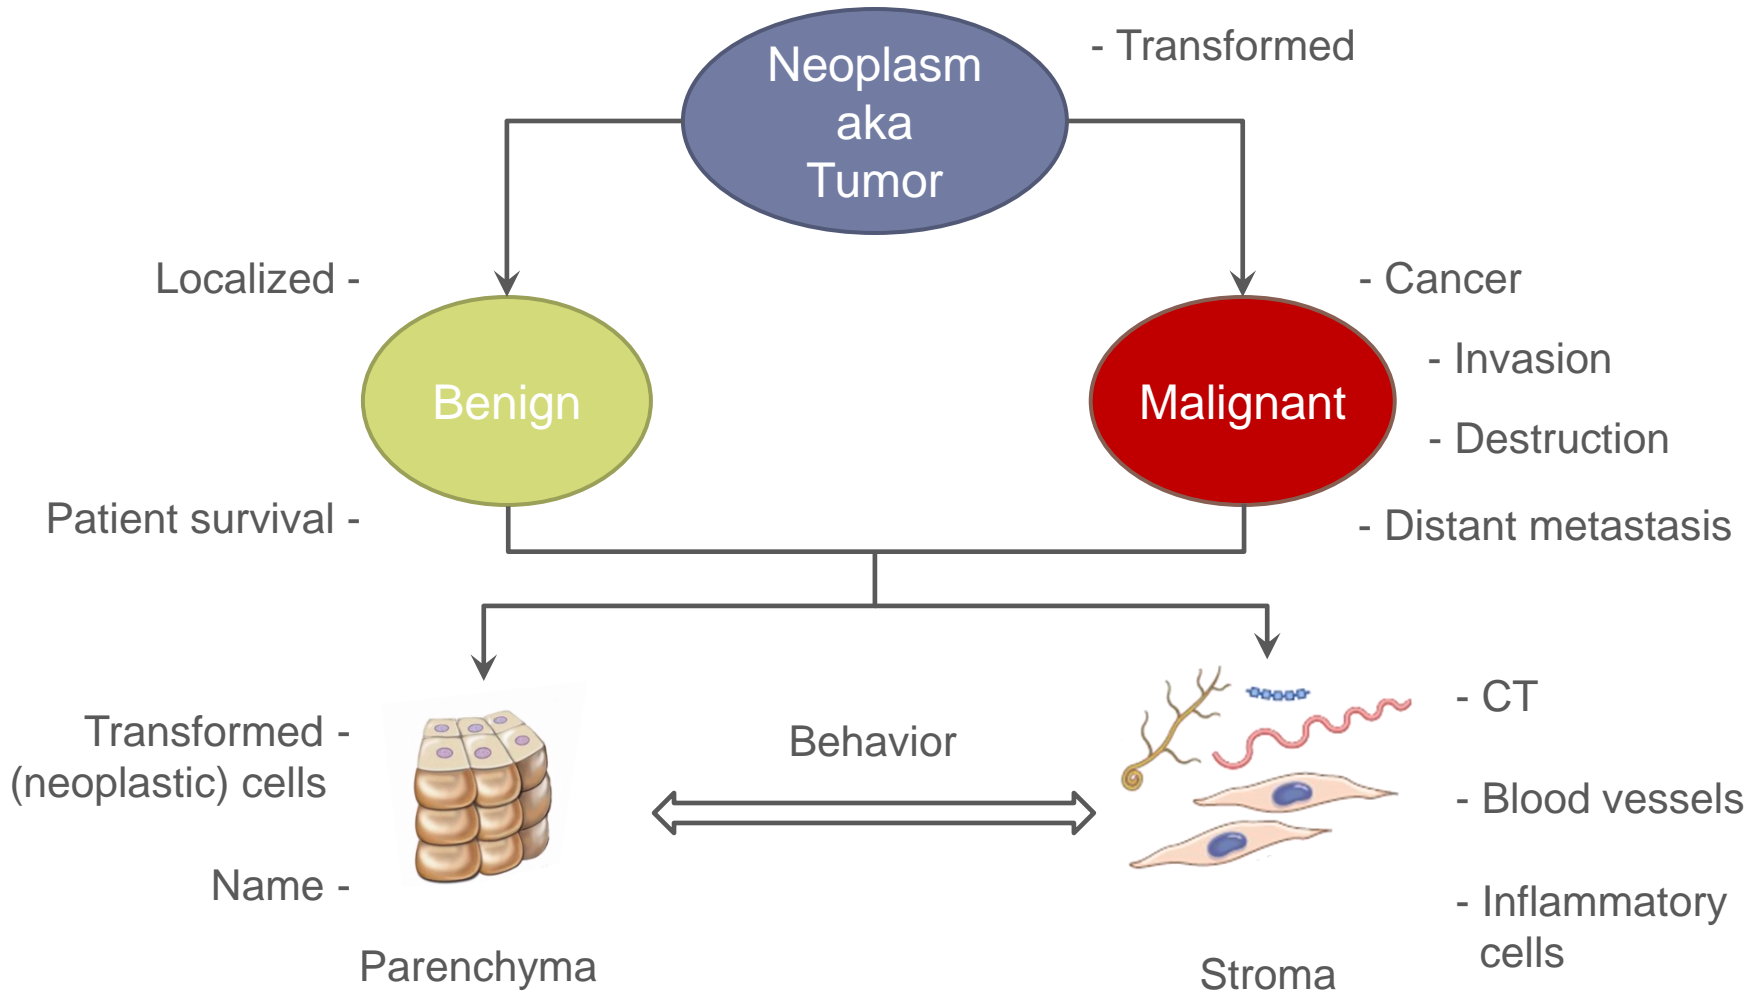 Neoplasm
aka
Tumor
- Transformed
Localized -
- Cancer
- Invasion
Benign
Malignant
- Destruction
Patient survival -
- Distant metastasis
Transformed -
(neoplastic) cells
Name -
Parenchyma
Behavior
- CT
- Blood vessels
- Inflammatory
cells
Stroma